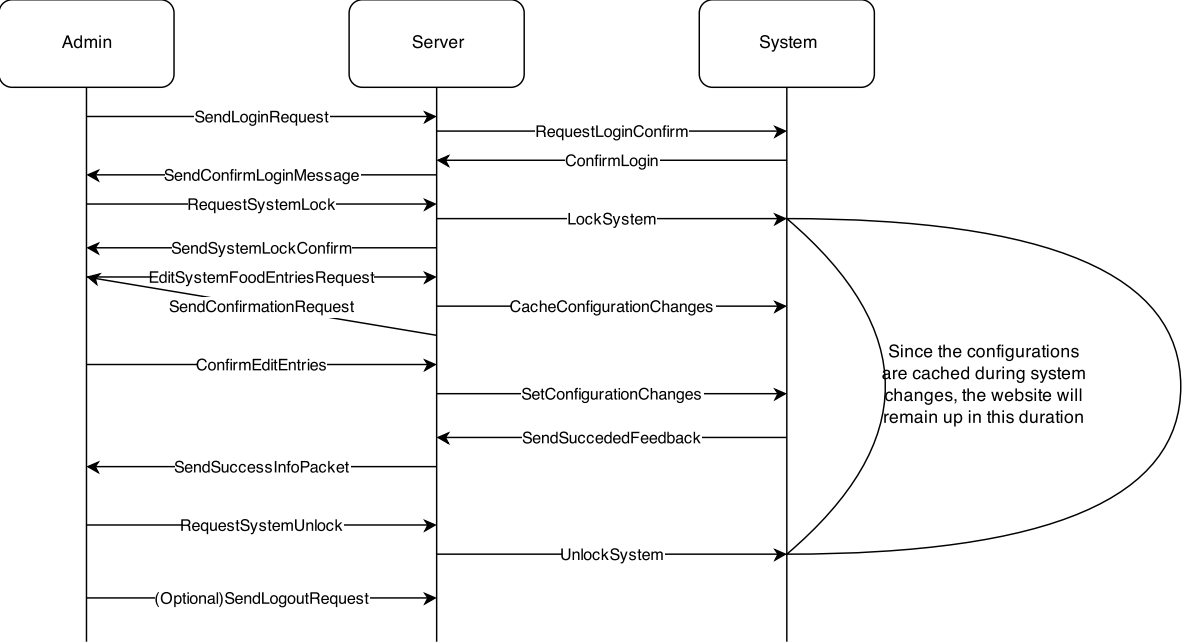 Admin
Server
System
SendLoginRequest
RequestLoginConfirm
ConfirmLogin
SendConfirmLoginMessage
RequestSystemLock
LockSystem
SendSystemLockConfirm
EditSystemFoodEntriesRequest
SendConfirmationRequest
CacheConfigurationChanges
Since the configurations
are cached during system
changes, the website will
remain up in this duration
ConfirmEditEntries
SetConfigurationChanges
SendSuccededFeedback
SendSuccessInfoPacket
RequestSystemUnlock
UnlockSystem
(Optional)SendLogoutRequest